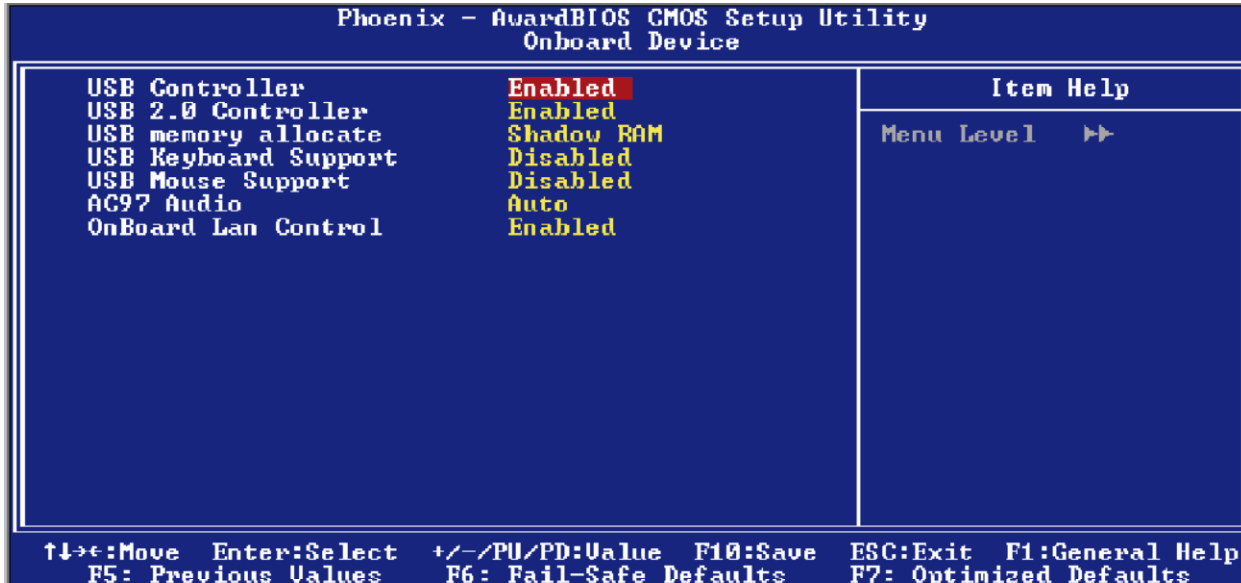 Phoenix - AwardBIOS CMOS Setup Utility
Onboard Device
USB Controller Enabled
USB 2.0 Controller Enabled
USB memory allocate Shadow RAM
USB Keyboard Support Disabled
USB Mouse Support Disabled
AC97 Audio Auto
OnBoard Lan Control Enabled
Item Help
Menu Level ▸▸
↑↓→←:Move Enter:Select +/-/PU/PD:Value F10:Save ESC:Exit F1:General Help
F5: Previous Values F6: Fail-Safe Defaults F7: Optimized Defaults